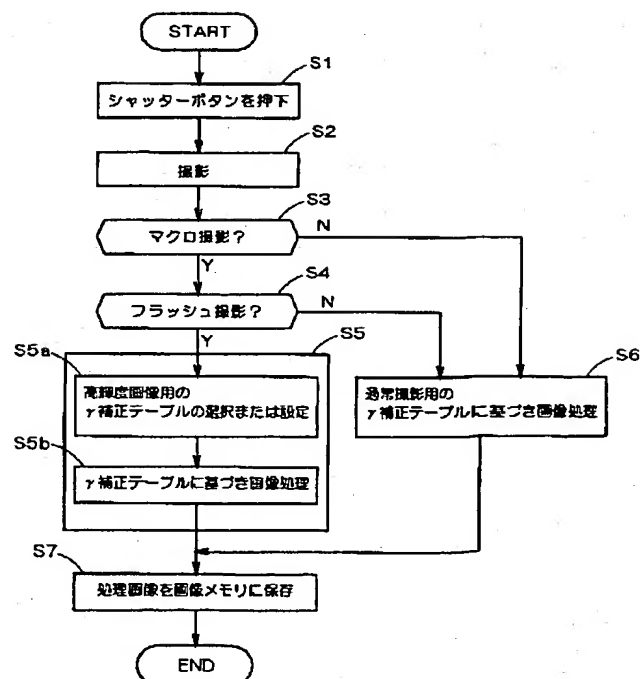 START
S1
シャッターボタンを押下
S2
撮影
S3
マクロ撮影?
N
Y
S4
フラッシュ撮影?
N
Y
S5
S5a
高輝度画像用の
γ補正テーブルの選択または設定
S5b
γ補正テーブルに基づき画像処理
S6
通常撮影用の
γ補正テーブルに基づき画像処理
S7
処理画像を画像メモリに保存
END